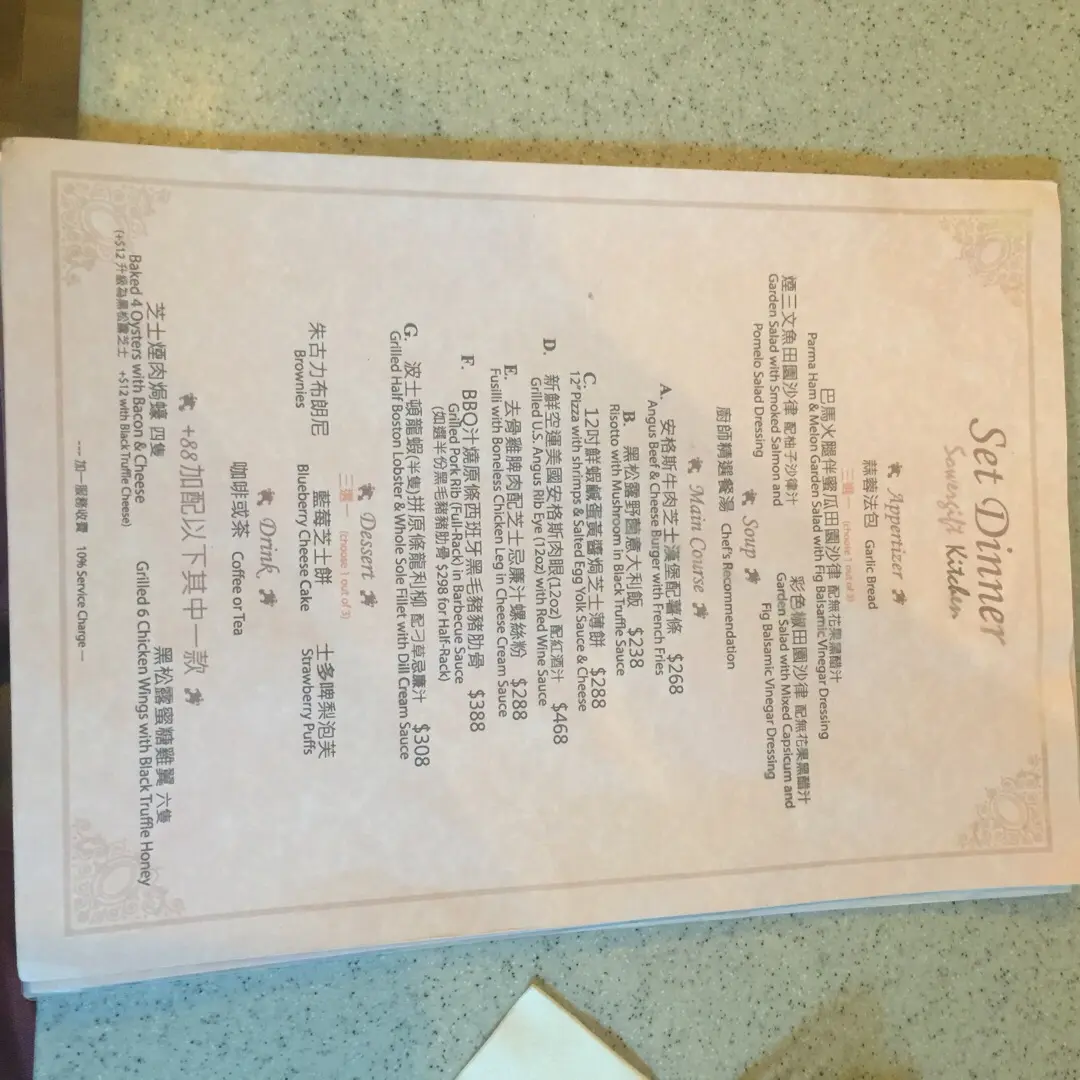 Set Dinner
Sowergift Kitchen
Appertizer
蒜蓉法包 Garlic Bread
三選一 (choose 1 out of 3)
巴馬火腿伴蜜瓜田園沙律 配無花果黑醋汁
Parma Ham & Melon Garden Salad with Fig Balsamic Vinegar Dressing
煙三文魚田園沙律 配柚子沙律汁
Garden Salad with Smoked Salmon and
Pomelo Salad Dressing
彩色椒田園沙律 配無花果黑醋汁
Garden Salad with Mixed Capsicum and
Fig Balsamic Vinegar Dressing
Soup
廚師精選餐湯 Chef's Recommendation
Main Course
A. 安格斯牛肉芝士漢堡配薯條 $268
Angus Beef & Cheese Burger with French Fries
B. 黑松露野菌意大利飯 $238
Risotto with Mushroom in Black Truffle Sauce
C. 12吋鮮蝦鹹蛋黃醬焗芝士薄餅 $288
12"Pizza with shrimps & Salted Egg Yolk Sauce & Cheese
D. 新鮮空運美國安格斯肉眼(12oz) 配紅酒汁 $468
Grilled U.S. Angus Rib Eye (12oz) with Red Wine Sauce
E. 去骨雞脾肉配芝士忌廉汁螺絲粉 $288
Fusilli with Boneless Chicken Leg in Cheese Cream Sauce
F. BBQ汁燒原條西班牙黑毛豬豬肋骨 $388
Grilled Pork Rib (Full-Rack) in Barbecue Sauce
(如選半份黑毛豬豬肋骨 $298 for Half-Rack)
G. 波士頓龍蝦(半隻)拼原條龍利柳 配刁草忌廉汁 $308
Grilled Half Boston Lobster & Whole Sole Fillet with Dill Cream Sauce
Dessert
三選一 (choose 1 out of 3)
朱古力布朗尼 藍莓芝士餅 士多啤梨泡芙
Brownies Blueberry Cheese Cake Strawberry Puffs
Drink
咖啡或茶 Coffee or Tea
+88加配以下其中一款
芝士煙肉焗蠔 四隻 黑松露蜜糖雞翼 六隻
Baked 4 Oysters with Bacon & Cheese Grilled 6 Chicken Wings with Black Truffle Honey
(+$12 升級為黑松露芝士 +$12 with Black Truffle Cheese)
--- 加一服務收費 10% Service Charge ---